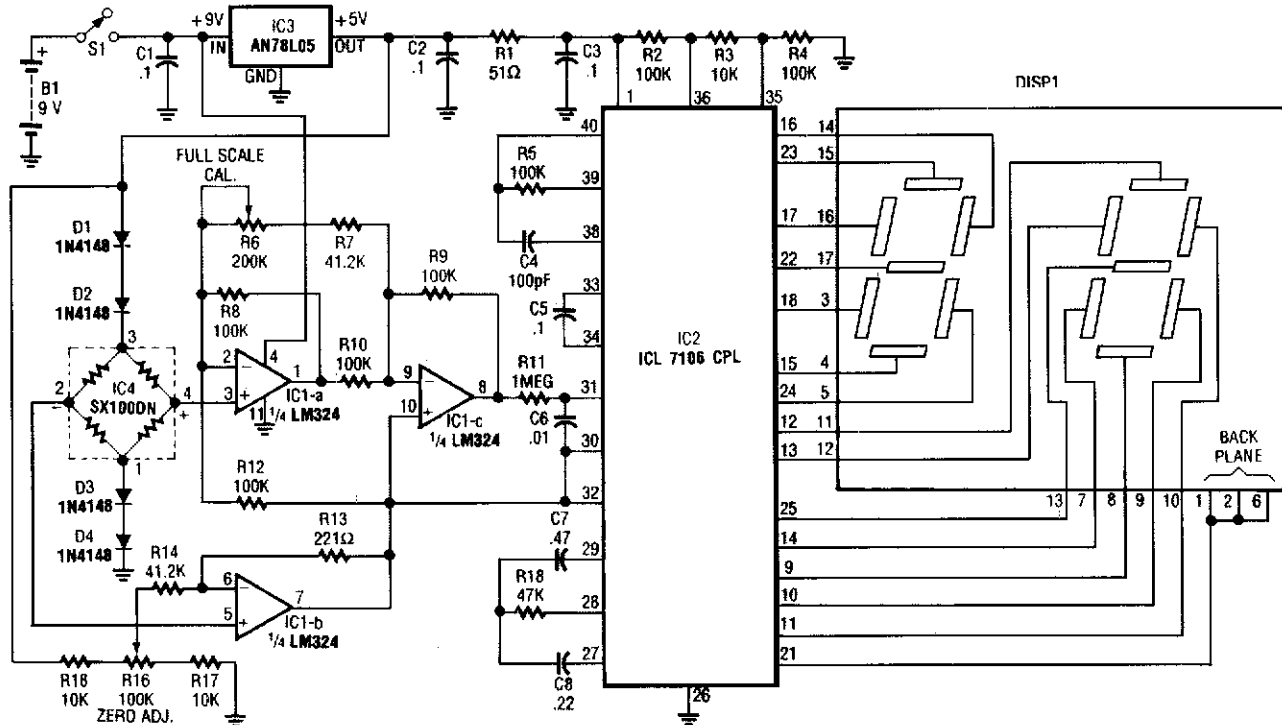 +9V
IC3
AN78L05
+5V
IN
OUT
GND
S1
C1
.1
C2
.1
R1
51Ω
C3
.1
R2
100K
R3
10K
R4
100K
B1
9 V
+
1
36
35
DISP1
FULL SCALE
CAL.
R6
200K
R7
41.2K
R8
100K
R9
100K
R10
100K
D1
1N4148
D2
1N4148
3
IC4
SX100DN
2
−
4
+
1
D3
1N4148
D4
1N4148
2
−
3
+
4
11
1
IC1-a
¼ LM324
9
−
10
+
8
IC1-c
¼ LM324
R11
1MEG
C6
.01
R12
100K
R13
221Ω
R14
41.2K
6
−
5
+
7
IC1-b
¼ LM324
R18
10K
R16
100K
R17
10K
ZERO ADJ.
40
R5
100K
39
38
C4
100pF
33
C5
.1
34
31
30
32
C7
.47
29
R18
47K
28
27
C8
.22
26
IC2
ICL 7106 CPL
16 14
23 15
17 16
22 17
18 3
15 4
24 5
12 11
13 12
25
14
9
10
11
21
13 7 8 9 10 1 2 6
BACK
PLANE